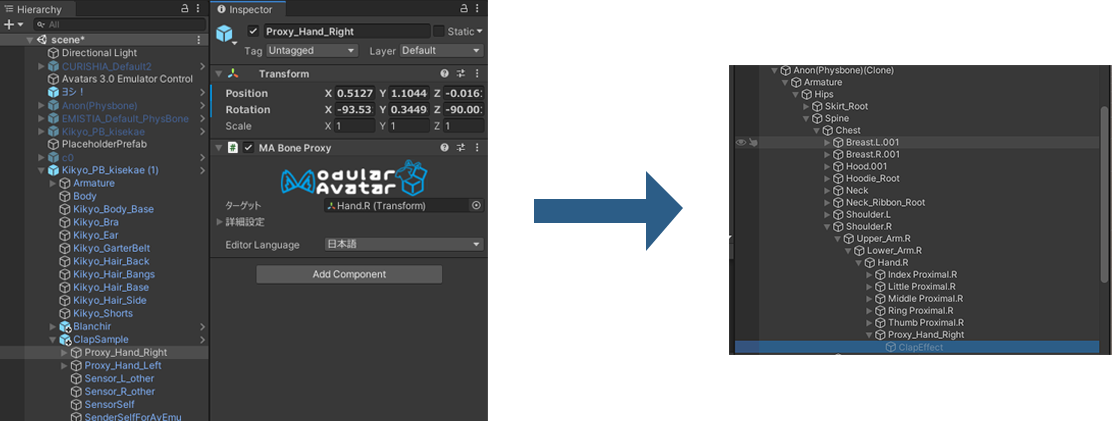 Hierarchy
All
scene*
Directional Light
CURISHIA_Default2
Avatars 3.0 Emulator Control
ヨシ！
Anon(Physbone)
EMISTIA_Default_PhysBone
Kikyo_PB_kisekae
PlaceholderPrefab
c0
Kikyo_PB_kisekae (1)
Armature
Body
Kikyo_Body_Base
Kikyo_Bra
Kikyo_Ear
Kikyo_GarterBelt
Kikyo_Hair_Back
Kikyo_Hair_Bangs
Kikyo_Hair_Base
Kikyo_Hair_Side
Kikyo_Shorts
Blanchir
ClapSample
Proxy_Hand_Right
Proxy_Hand_Left
Sensor_L_other
Sensor_R_other
SensorSelf
SenderSelfForAvEmu
Inspector
Proxy_Hand_Right
Static
Tag Untagged Layer Default
Transform
Position X 0.5127 Y 1.1044 Z -0.016
Rotation X -93.53 Y 0.3449 Z -90.00
Scale X 1 Y 1 Z 1
MA Bone Proxy
Modular
Avatar
ターゲット Hand.R (Transform)
詳細設定
Editor Language 日本語
Add Component
Anon(Physbone)(Clone)
Armature
Hips
Skirt_Root
Spine
Chest
Breast.L.001
Breast.R.001
Hood.001
Hoodie_Root
Neck
Neck_Ribbon_Root
Shoulder.L
Shoulder.R
Upper_Arm.R
Lower_Arm.R
Hand.R
Index Proximal.R
Little Proximal.R
Middle Proximal.R
Ring Proximal.R
Thumb Proximal.R
Proxy_Hand_Right
ClapEffect